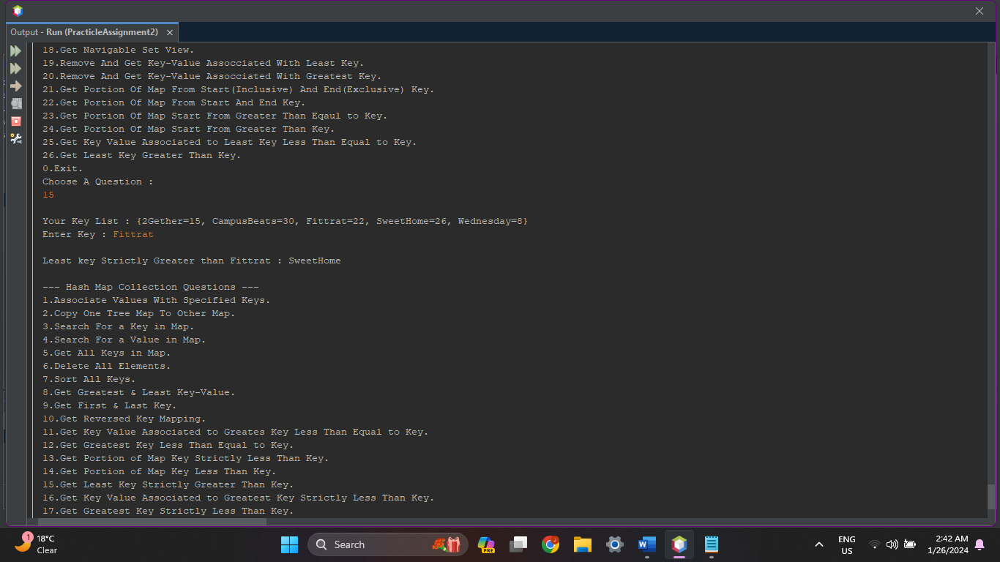 Output - Run (PracticleAssignment2)
18.Get Navigable Set View.
19.Remove And Get Key-Value Assocciated With Least Key.
20.Remove And Get Key-Value Assocciated With Greatest Key.
21.Get Portion Of Map From Start(Inclusive) And End(Exclusive) Key.
22.Get Portion Of Map From Start And End Key.
23.Get Portion Of Map Start From Greater Than Eqaul to Key.
24.Get Portion Of Map Start From Greater Than Key.
25.Get Key Value Associated to Least Key Less Than Equal to Key.
26.Get Least Key Greater Than Key.
0.Exit.
Choose A Question :
15
Your Key List : {2Gether=15, CampusBeats=30, Fittrat=22, SweetHome=26, Wednesday=8}
Enter Key : Fittrat
Least key Strictly Greater than Fittrat : SweetHome
--- Hash Map Collection Questions ---
1.Associate Values With Specified Keys.
2.Copy One Tree Map To Other Map.
3.Search For a Key in Map.
4.Search For a Value in Map.
5.Get All Keys in Map.
6.Delete All Elements.
7.Sort All Keys.
8.Get Greatest & Least Key-Value.
9.Get First & Last Key.
10.Get Reversed Key Mapping.
11.Get Key Value Associated to Greates Key Less Than Equal to Key.
12.Get Greatest Key Less Than Equal to Key.
13.Get Portion of Map Key Strictly Less Than Key.
14.Get Portion of Map Key Less Than Key.
15.Get Least Key Strictly Greater Than Key.
16.Get Key Value Associated to Greatest Key Strictly Less Than Key.
17.Get Greatest Key Strictly Less Than Key.
1
18°C
Clear
Search
PRE
ENG
US
2:42 AM
1/26/2024